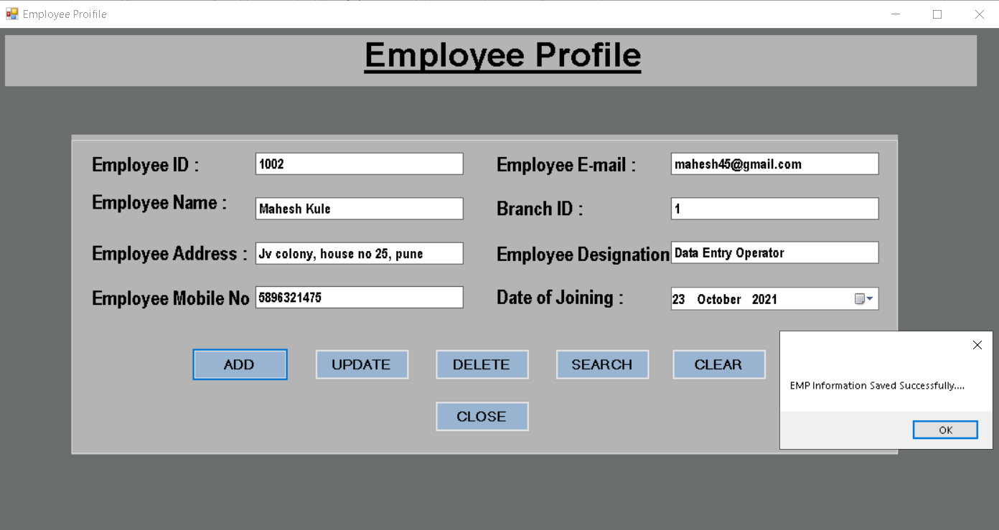 Employee Proifile
Employee Profile
Employee ID : 1002
Employee E-mail : mahesh45@gmail.com
Employee Name : Mahesh Kule
Branch ID : 1
Employee Address : Jv colony, house no 25, pune
Employee Designation Data Entry Operator
Employee Mobile No 5896321475
Date of Joining : 23 October 2021
ADD UPDATE DELETE SEARCH CLEAR
CLOSE
EMP Information Saved Successfully....
OK